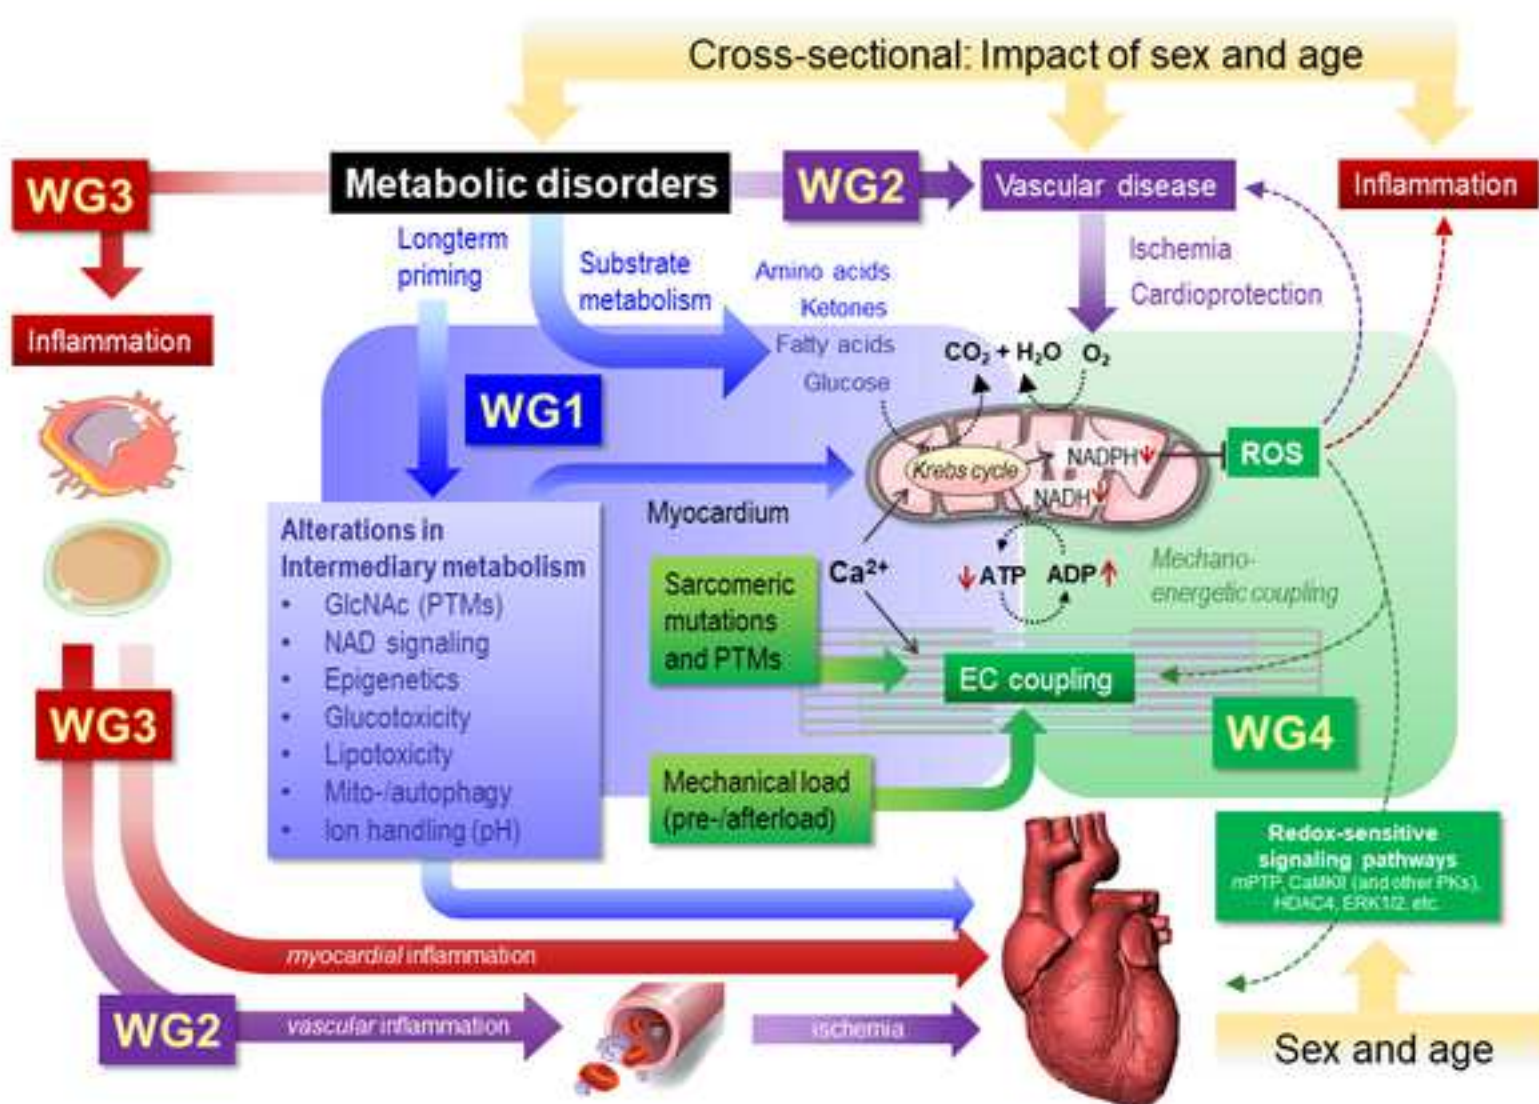 Cross-sectional: Impact of sex and age
WG3
Metabolic disorders
WG2
Vascular disease
Inflammation
Longterm
priming
Substrate
metabolism
Amino acids
Ketones
Fatty acids
Glucose
Ischemia
Cardioprotection
Inflammation
WG1
CO₂ + H₂O
O₂
Krebs cycle
NADPH
NADH
ROS
Myocardium
Alterations in
Intermediary metabolism
• GlcNAc (PTMs)
• NAD signaling
• Epigenetics
• Glucotoxicity
• Lipotoxicity
• Mito-/autophagy
• Ion handling (pH)
Sarcomeric
mutations
and PTMs
Ca²⁺
ATP
ADP
Mechano-
energetic coupling
EC coupling
WG4
WG3
Mechanical load
(pre-/afterload)
Redox-sensitive
signaling pathways
mPTP, CaMKII (and other PKs),
HDAC4, ERK1/2, etc.
myocardial inflammation
WG2
vascular inflammation
ischemia
Sex and age